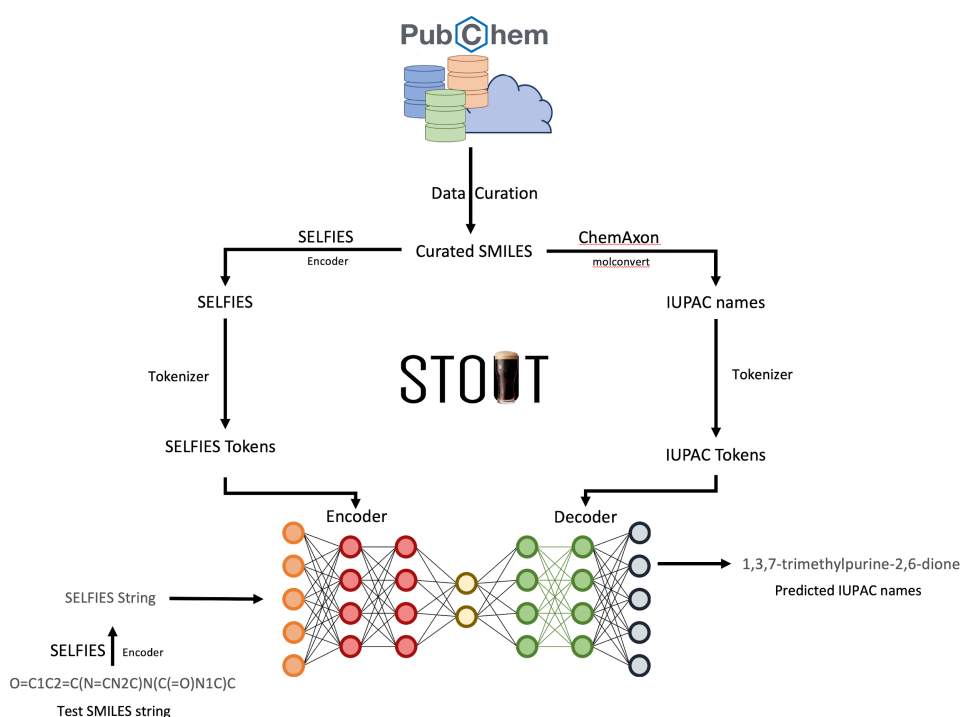 PubChem
Data Curation
SELFIES
Encoder
Curated SMILES
ChemAxon
molconvert
SELFIES
IUPAC names
Tokenizer
STOUT
Tokenizer
SELFIES Tokens
IUPAC Tokens
Encoder
Decoder
1,3,7-trimethylpurine-2,6-dione
Predicted IUPAC names
SELFIES String
SELFIES
Encoder
O=C1C2=C(N=CN2C)N(C(=O)N1C)C
Test SMILES string